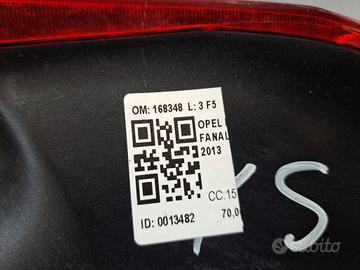 OM: 168348 L: 3 F5
OPEL
FANAL
2013
CC:15
ID: 0013482
70,0
subito